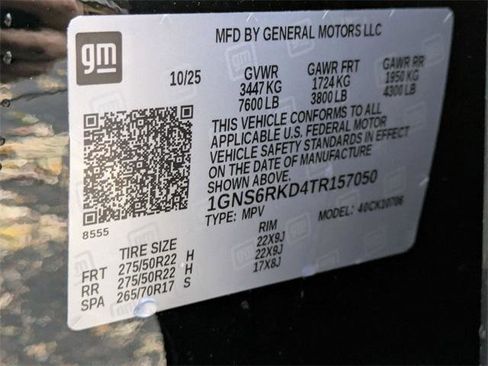 gm
MFD BY GENERAL MOTORS LLC
10/25
GVWR GAWR FRT GAWR RR
3447 KG 1724 KG 1950 KG
7600 LB 3800 LB 4300 LB
THIS VEHICLE CONFORMS TO ALL
APPLICABLE U.S. FEDERAL MOTOR
VEHICLE SAFETY STANDARDS IN EFFECT
ON THE DATE OF MANUFACTURE
SHOWN ABOVE.
1GNS6RKD4TR157050
TYPE: MPV MODEL: 40CK10706
8555
TIRE SIZE RIM
FRT 275/50R22 H 22X9J
RR 275/50R22 H 22X9J
SPA 265/70R17 S 17X8J